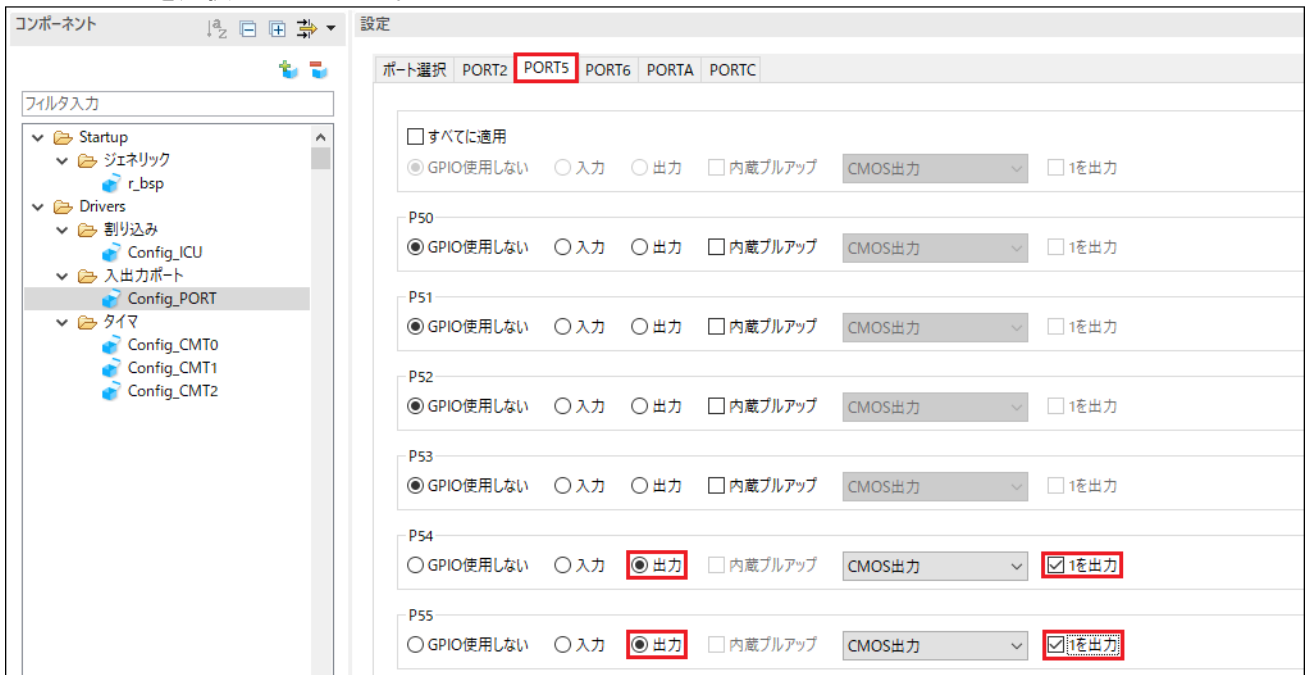 コンポーネント
設定
ポート選択 PORT2 PORT5 PORT6 PORTA PORTC
フィルタ入力
Startup
ジェネリック
r_bsp
Drivers
割り込み
Config_ICU
入出力ポート
Config_PORT
タイマ
Config_CMT0
Config_CMT1
Config_CMT2
すべてに適用
GPIO使用しない 入力 出力 内蔵プルアップ CMOS出力 1を出力
P50
GPIO使用しない 入力 出力 内蔵プルアップ CMOS出力 1を出力
P51
GPIO使用しない 入力 出力 内蔵プルアップ CMOS出力 1を出力
P52
GPIO使用しない 入力 出力 内蔵プルアップ CMOS出力 1を出力
P53
GPIO使用しない 入力 出力 内蔵プルアップ CMOS出力 1を出力
P54
GPIO使用しない 入力 出力 内蔵プルアップ CMOS出力 1を出力
P55
GPIO使用しない 入力 出力 内蔵プルアップ CMOS出力 1を出力